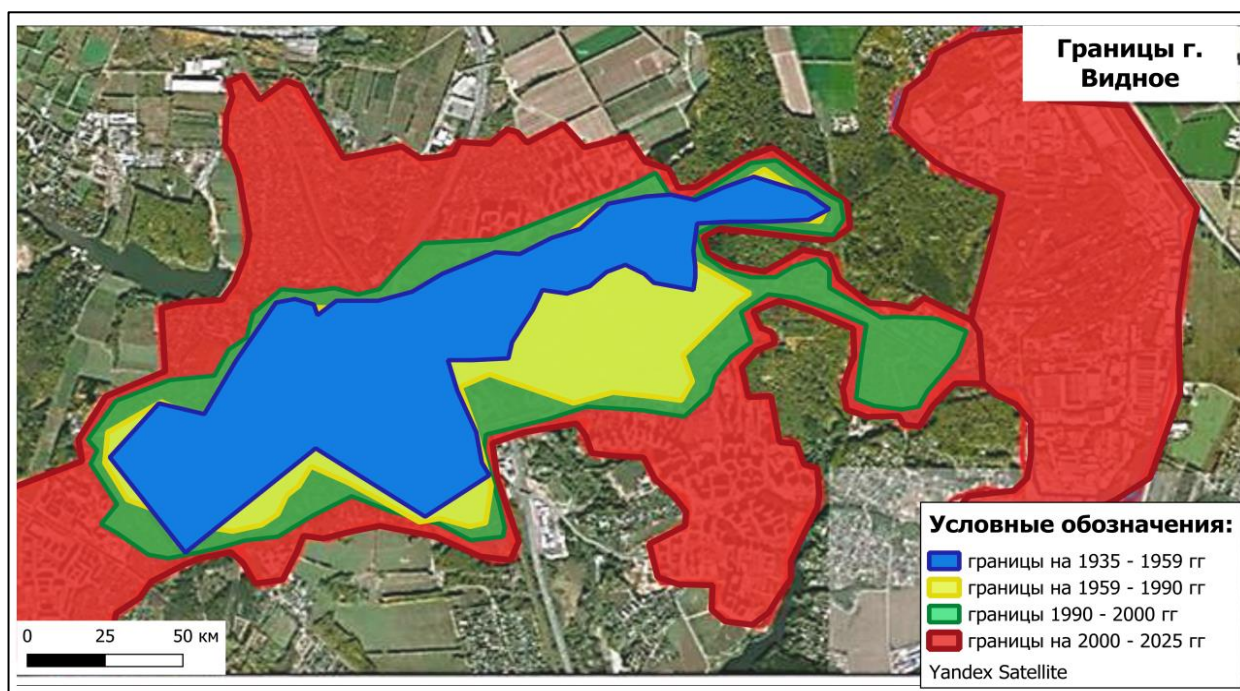 Границы г.
Видное
Условные обозначения:
границы на 1935 - 1959 гг
границы на 1959 - 1990 гг
границы 1990 - 2000 гг
границы на 2000 - 2025 гг
Yandex Satellite
0 25 50 км